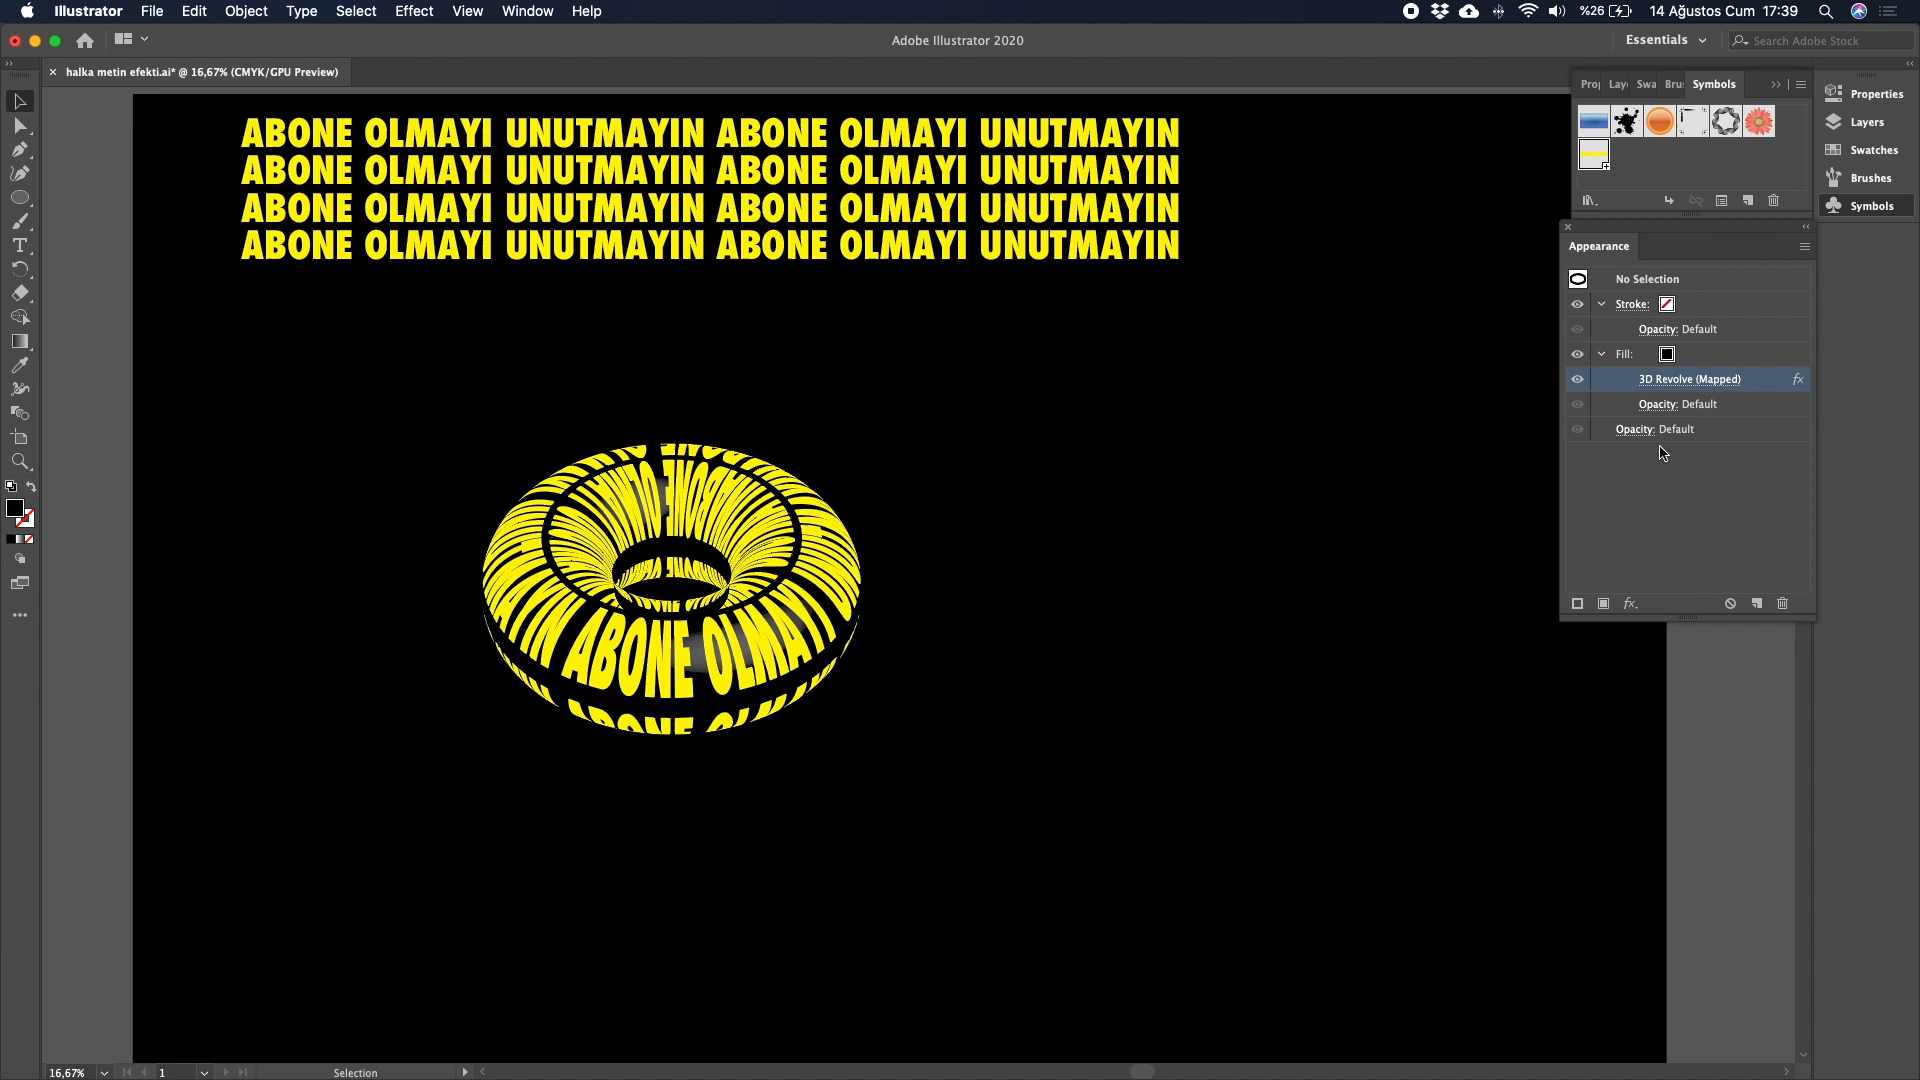 Illustrator File Edit Object Type Select Effect View Window Help %26 14 Ağustos Cum 17:39
Adobe Illustrator 2020 Essentials Search Adobe Stock
halka metin efekti.ai* @ 16,67% (CMYK/GPU Preview)
Symbols
Properties
Layers
Swatches
Brushes
Symbols
ABONE OLMAYI UNUTMAYIN ABONE OLMAYI UNUTMAYIN
ABONE OLMAYI UNUTMAYIN ABONE OLMAYI UNUTMAYIN
ABONE OLMAYI UNUTMAYIN ABONE OLMAYI UNUTMAYIN
ABONE OLMAYI UNUTMAYIN ABONE OLMAYI UNUTMAYIN
Appearance
No Selection
Stroke:
Opacity: Default
Fill:
3D Revolve (Mapped) fx
Opacity: Default
Opacity: Default
fx
ABONE OLMA
16,67% 1 Selection